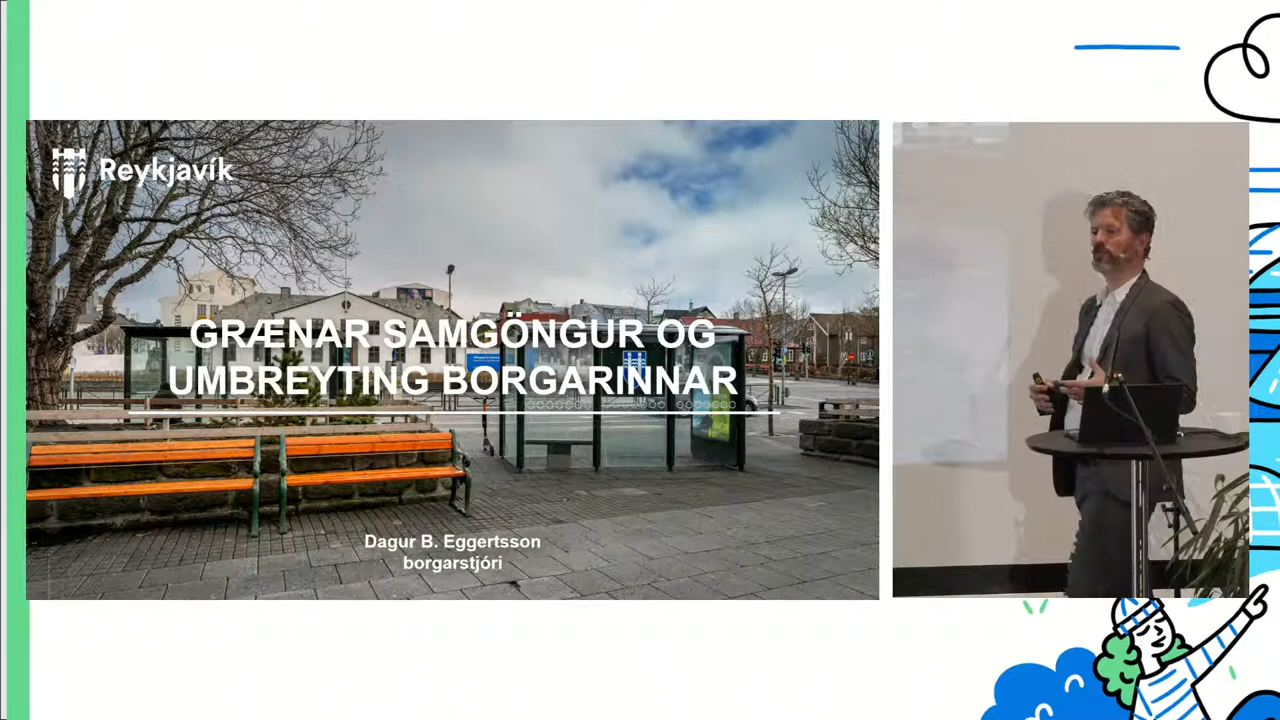 Reykjavík
GRÆNAR SAMGÖNGUR OG
UMBREYTING BORGARINNAR
Dagur B. Eggertsson
borgarstjóri